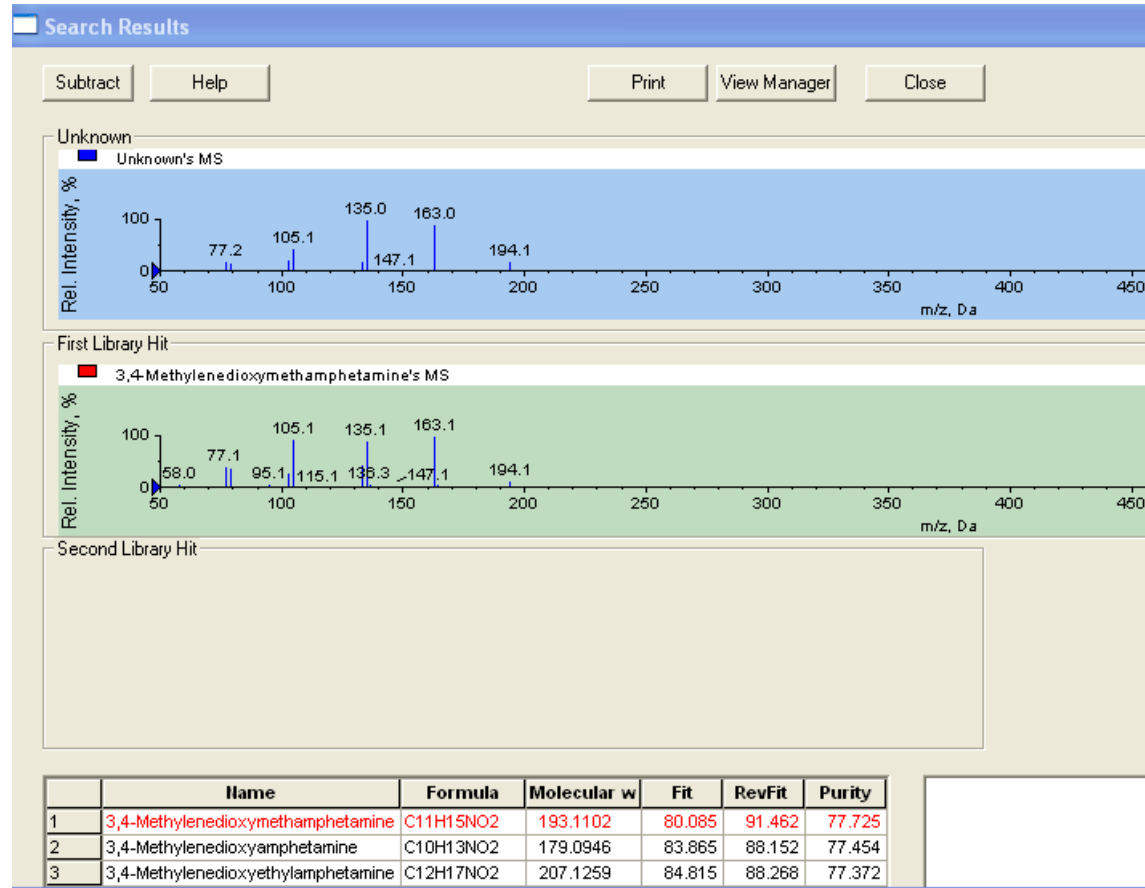 Search Results
Subtract Help Print View Manager Close
Unknown
Unknown's MS
Rel. Intensity, %
100
0
77.2 105.1 135.0 147.1 163.0 194.1
50 100 150 200 250 300 350 400 450
m/z, Da
First Library Hit
3,4-Methylenedioxymethamphetamine's MS
Rel. Intensity, %
100
0
58.0 77.1 95.1 105.1 115.1 135.1 147.1 163.1 194.1
50 100 150 200 250 300 350 400 450
m/z, Da
Second Library Hit
Name Formula Molecular w Fit RevFit Purity
1 3,4-Methylenedioxymethamphetamine C11H15NO2 193.1102 80.085 91.462 77.725
2 3,4-Methylenedioxyamphetamine C10H13NO2 179.0946 83.865 88.152 77.454
3 3,4-Methylenedioxyethylamphetamine C12H17NO2 207.1259 84.815 88.268 77.372